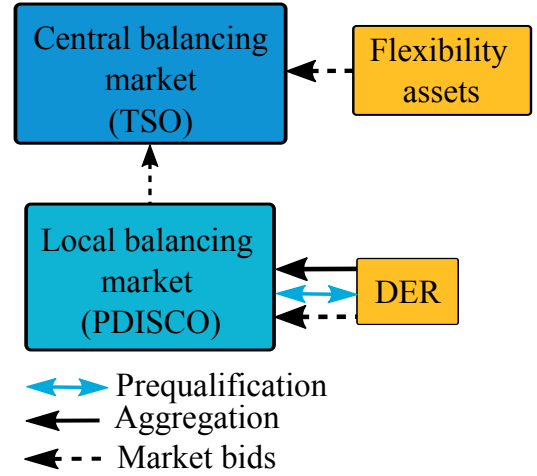 Central balancing
market
(TSO)
Flexibility
assets
Local balancing
market
(PDISCO)
DER
Prequalification
Aggregation
Market bids